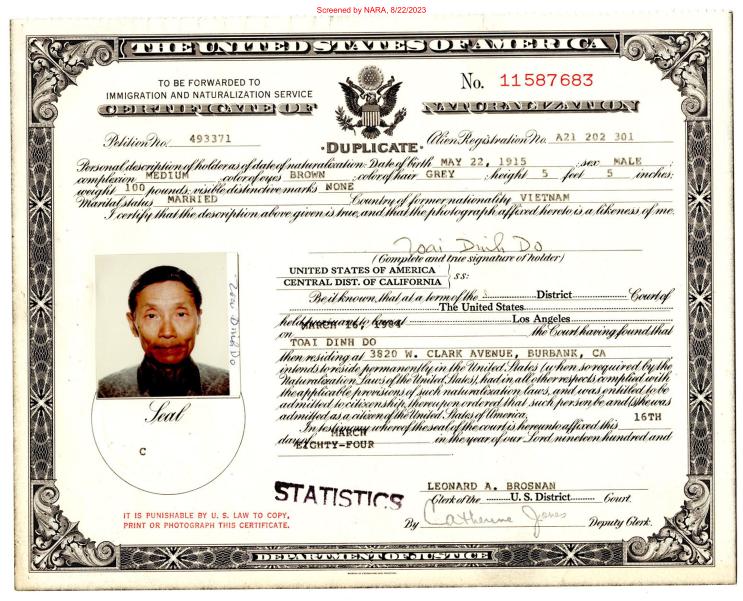 Screened by NARA, 8/22/2023
THE UNITED STATES OF AMERICA
TO BE FORWARDED TO
IMMIGRATION AND NATURALIZATION SERVICE
No. 11587683
CERTIFICATE OF NATURALIZATION
Petition No. 493371
DUPLICATE
Alien Registration No. A21 202 301
Personal description of holder as of date of naturalization: Date of birth MAY 22, 1915 ; sex MALE ;
complexion MEDIUM color of eyes BROWN color of hair GREY ; height 5 feet 5 inches;
weight 100 pounds; visible distinctive marks NONE
Marital status MARRIED Country of former nationality VIETNAM
I certify that the description above given is true, and that the photograph affixed hereto is a likeness of me.
Toai Dinh Do
(Complete and true signature of holder)
UNITED STATES OF AMERICA
CENTRAL DIST. OF CALIFORNIA } ss:
Toai Dinh Do
Be it known, that at a term of the District Court of
The United States
held pursuant to law at Los Angeles
on MARCH 16, 1984 the Court having found that
TOAI DINH DO
then residing at 3820 W. CLARK AVENUE, BURBANK, CA
intends to reside permanently in the United States (when so required by the
Naturalization Laws of the United States), had in all other respects complied with
the applicable provisions of such naturalization laws, and was entitled to be
admitted to citizenship, thereupon ordered that such person be and (s)he was
admitted as a citizen of the United States of America.
In testimony whereof the seal of the court is hereunto affixed this 16TH
day of MARCH in the year of our Lord nineteen hundred and
EIGHTY-FOUR
Seal
C
LEONARD A. BROSNAN
Clerk of the U. S. District Court.
STATISTICS
By Catherine Jones Deputy Clerk.
IT IS PUNISHABLE BY U. S. LAW TO COPY,
PRINT OR PHOTOGRAPH THIS CERTIFICATE.
DEPARTMENT OF JUSTICE